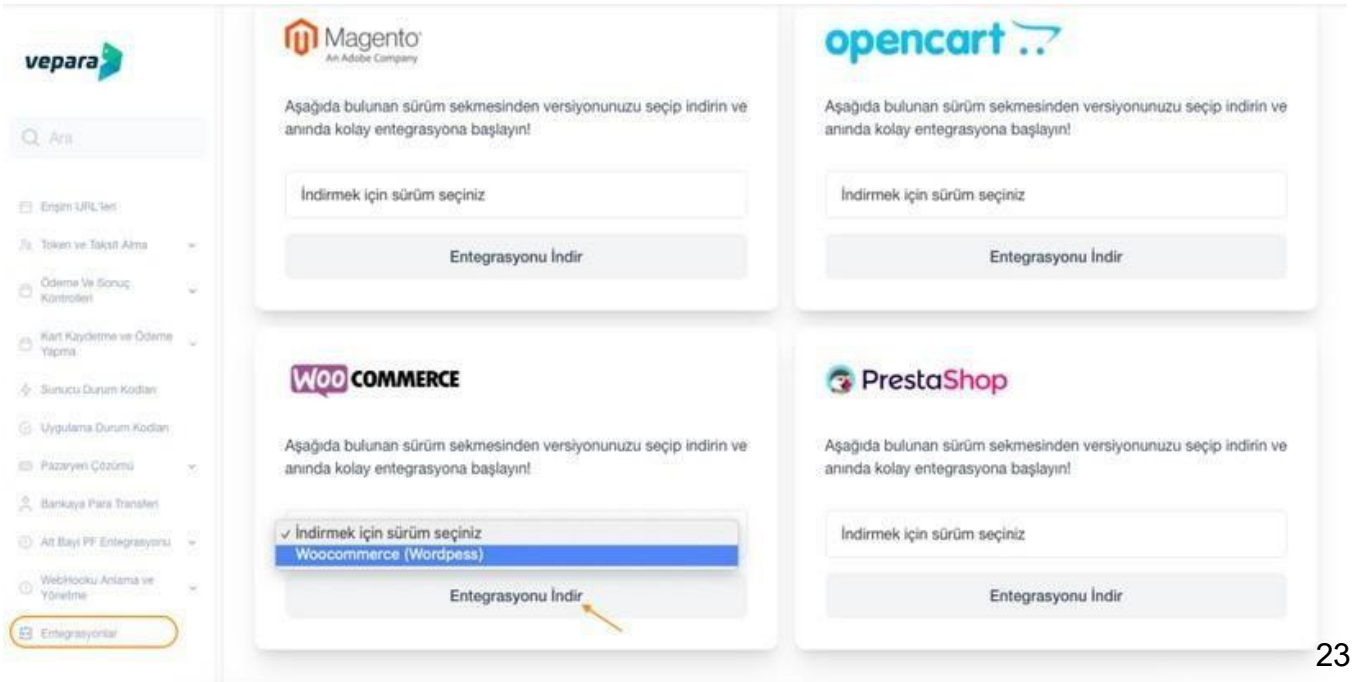 vepara
Ara
Erişim URL'leri
Token ve Taksit Alma
Ödeme Ve Sonuç
Kontrolleri
Kart Kaydetme ve Ödeme
Yapma
Sunucu Durum Kodları
Uygulama Durum Kodları
Pazaryeri Çözümü
Bankaya Para Transferi
Alt Bayi PF Entegrasyonu
WebHooku Anlama ve
Yönetme
Entegrasyonlar
Magento
An Adobe Company
Aşağıda bulunan sürüm sekmesinden versiyonunuzu seçip indirin ve
anında kolay entegrasyona başlayın!
İndirmek için sürüm seçiniz
Entegrasyonu İndir
opencart
Aşağıda bulunan sürüm sekmesinden versiyonunuzu seçip indirin ve
anında kolay entegrasyona başlayın!
İndirmek için sürüm seçiniz
Entegrasyonu İndir
WOO COMMERCE
Aşağıda bulunan sürüm sekmesinden versiyonunuzu seçip indirin ve
anında kolay entegrasyona başlayın!
✓ İndirmek için sürüm seçiniz
Woocommerce (Wordpess)
Entegrasyonu İndir
PrestaShop
Aşağıda bulunan sürüm sekmesinden versiyonunuzu seçip indirin ve
anında kolay entegrasyona başlayın!
İndirmek için sürüm seçiniz
Entegrasyonu İndir
23